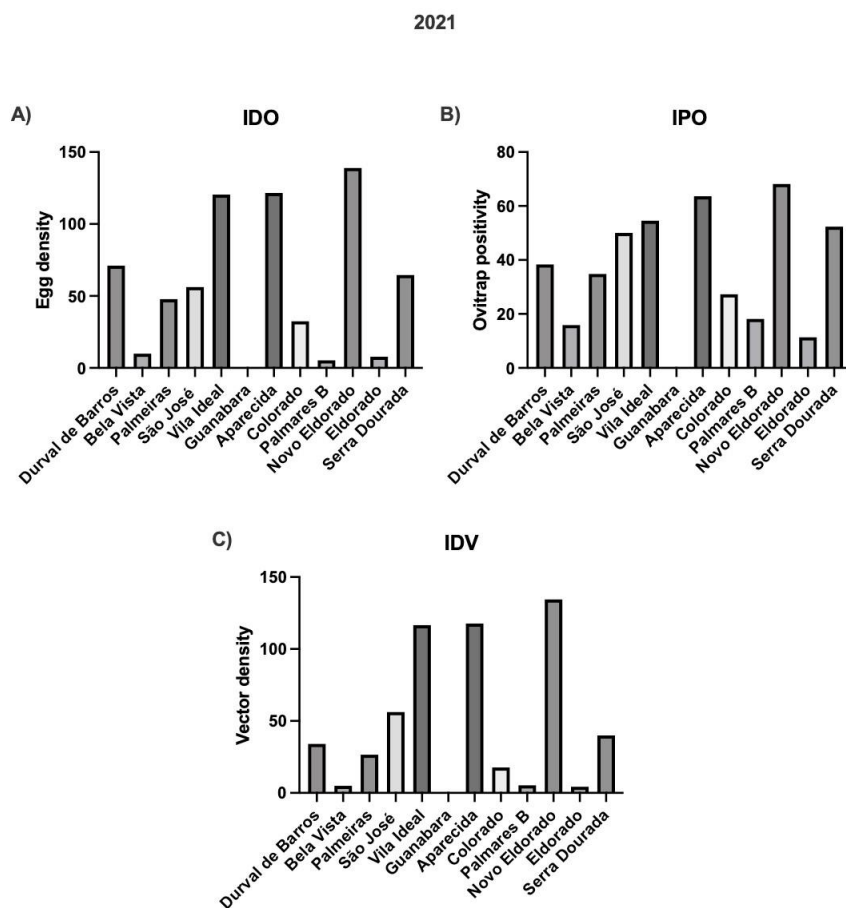 2021
A)
IDO
Egg density
150
100
50
0
Durval de Barros
Bela Vista
Palmeiras
São José
Vila Ideal
Guanabara
Aparecida
Colorado
Palmares B
Novo Eldorado
Eldorado
Serra Dourada
B)
IPO
Ovitrap positivity
80
60
40
20
0
Durval de Barros
Bela Vista
Palmeiras
São José
Vila Ideal
Guanabara
Aparecida
Colorado
Palmares B
Novo Eldorado
Eldorado
Serra Dourada
C)
IDV
Vector density
150
100
50
0
Durval de Barros
Bela Vista
Palmeiras
São José
Vila Ideal
Guanabara
Aparecida
Colorado
Palmares B
Novo Eldorado
Eldorado
Serra Dourada